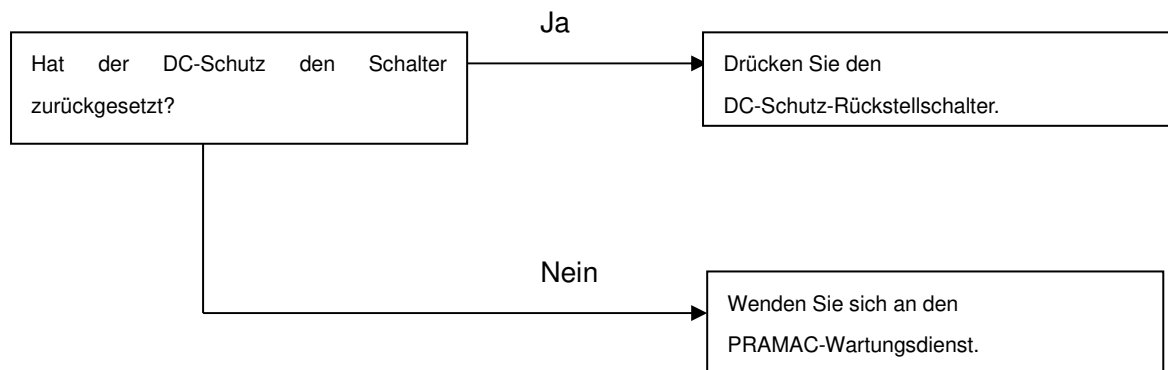 Ja
Hat der DC-Schutz den Schalter
zurückgesetzt?
Drücken Sie den
DC-Schutz-Rückstellschalter.
Nein
Wenden Sie sich an den
PRAMAC-Wartungsdienst.